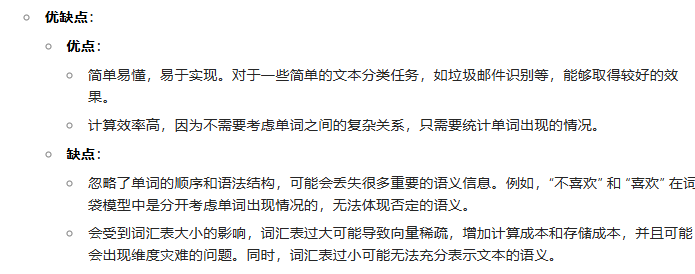 优缺点：
优点：
简单易懂，易于实现。对于一些简单的文本分类任务，如垃圾邮件识别等，能够取得较好的效
果。
计算效率高，因为不需要考虑单词之间的复杂关系，只需要统计单词出现的情况。
缺点：
忽略了单词的顺序和语法结构，可能会丢失很多重要的语义信息。例如，“不喜欢” 和 “喜欢” 在词
袋模型中是分开考虑单词出现情况的，无法体现否定的语义。
会受到词汇表大小的影响，词汇表过大可能导致向量稀疏，增加计算成本和存储成本，并且可能
会出现维度灾难的问题。同时，词汇表过小可能无法充分表示文本的语义。